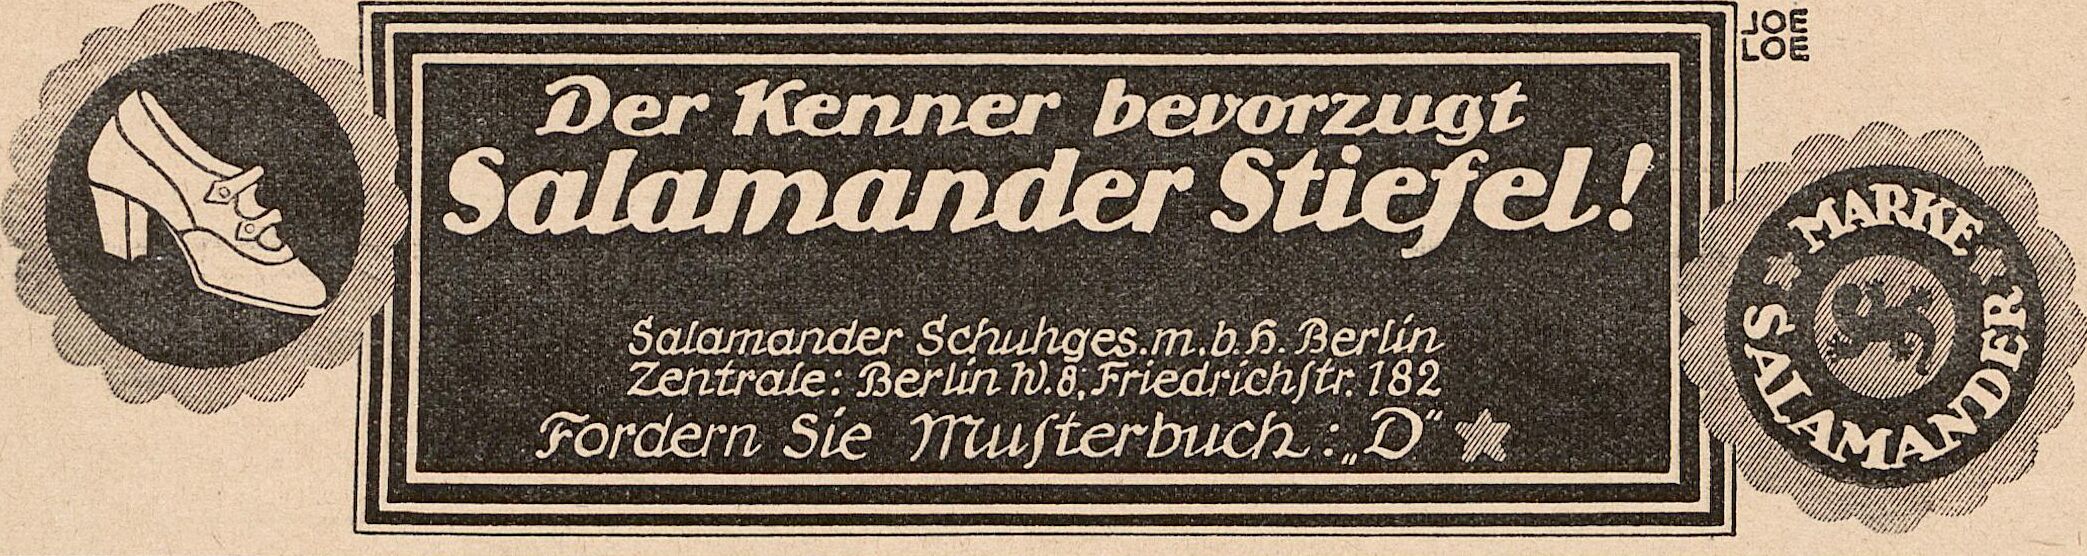 JOE
LOE
Der Kenner bevorzugt
Salamander Stiefel!
Salamander Schuhges.m.b.H. Berlin
Zentrale: Berlin W.8, Friedrichſtr. 182
Fordern Sie Muſterbuch: „D“
MARKE
SALAMANDER